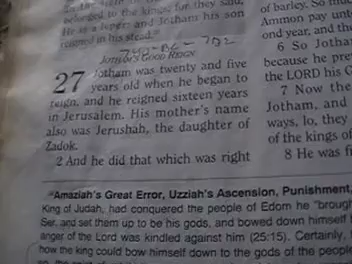 belonged to the kings; for they said,
He is a leper: and Jotham his son
reigned in his stead.
JOTHAM'S GOOD REIGN
27 Jotham was twenty and five
years old when he began to
reign, and he reigned sixteen years
in Jerusalem. His mother's name
also was Jerushah, the daughter of
Zadok.
2 And he did that which was right
of barley. So
Ammon pay unto
ond year, and the
6 So Jotha
because he pre
the LORD his G
7 Now the
Jotham, and
ways, lo, they
of the kings of
8 He was fi
"Amaziah's Great Error, Uzziah's Ascension, Punishment,
King of Judah, had conquered the people of Edom he "brough
Seir, and set them up to be his gods, and bowed down himself
anger of the Lord was kindled against him (25:15). Certainly,
how the king could bow himself down to the gods of the people